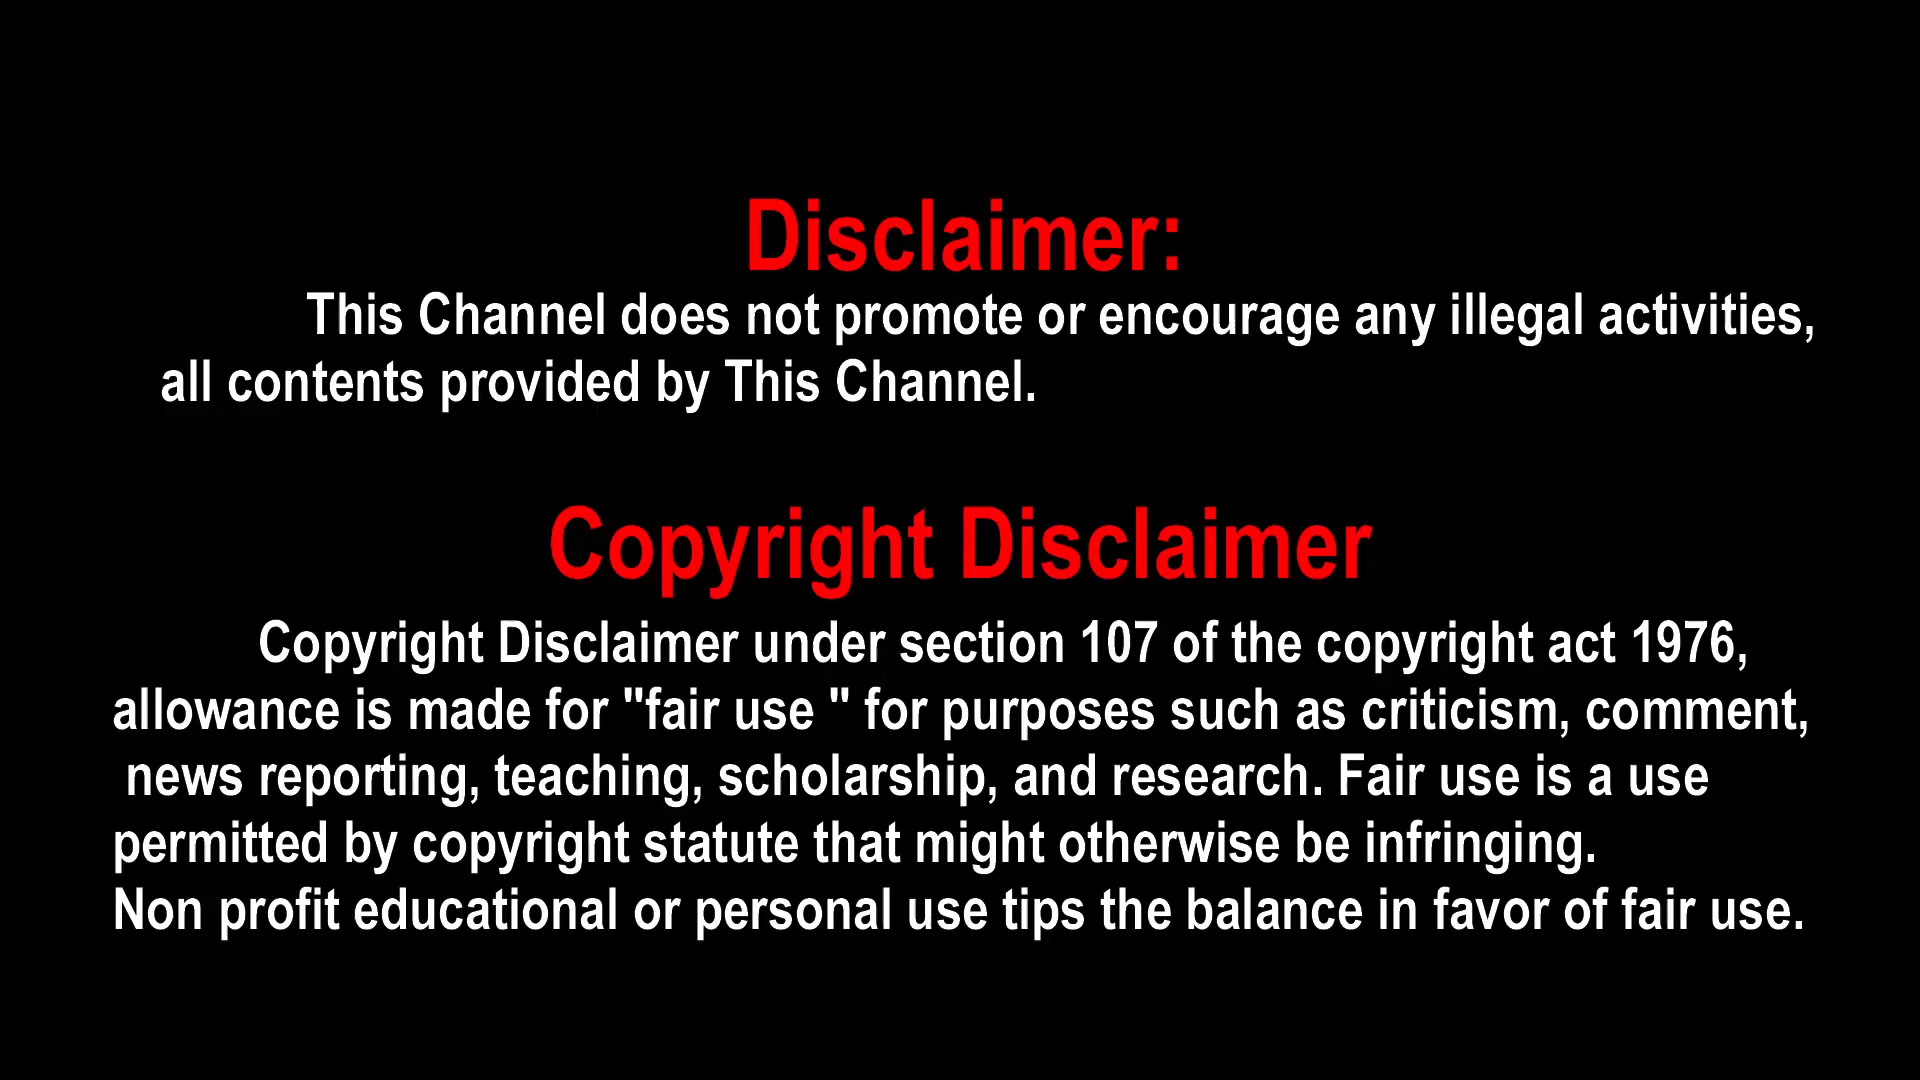 Disclaimer:
This Channel does not promote or encourage any illegal activities,
all contents provided by This Channel.
Copyright Disclaimer
Copyright Disclaimer under section 107 of the copyright act 1976,
allowance is made for "fair use " for purposes such as criticism, comment,
news reporting, teaching, scholarship, and research. Fair use is a use
permitted by copyright statute that might otherwise be infringing.
Non profit educational or personal use tips the balance in favor of fair use.